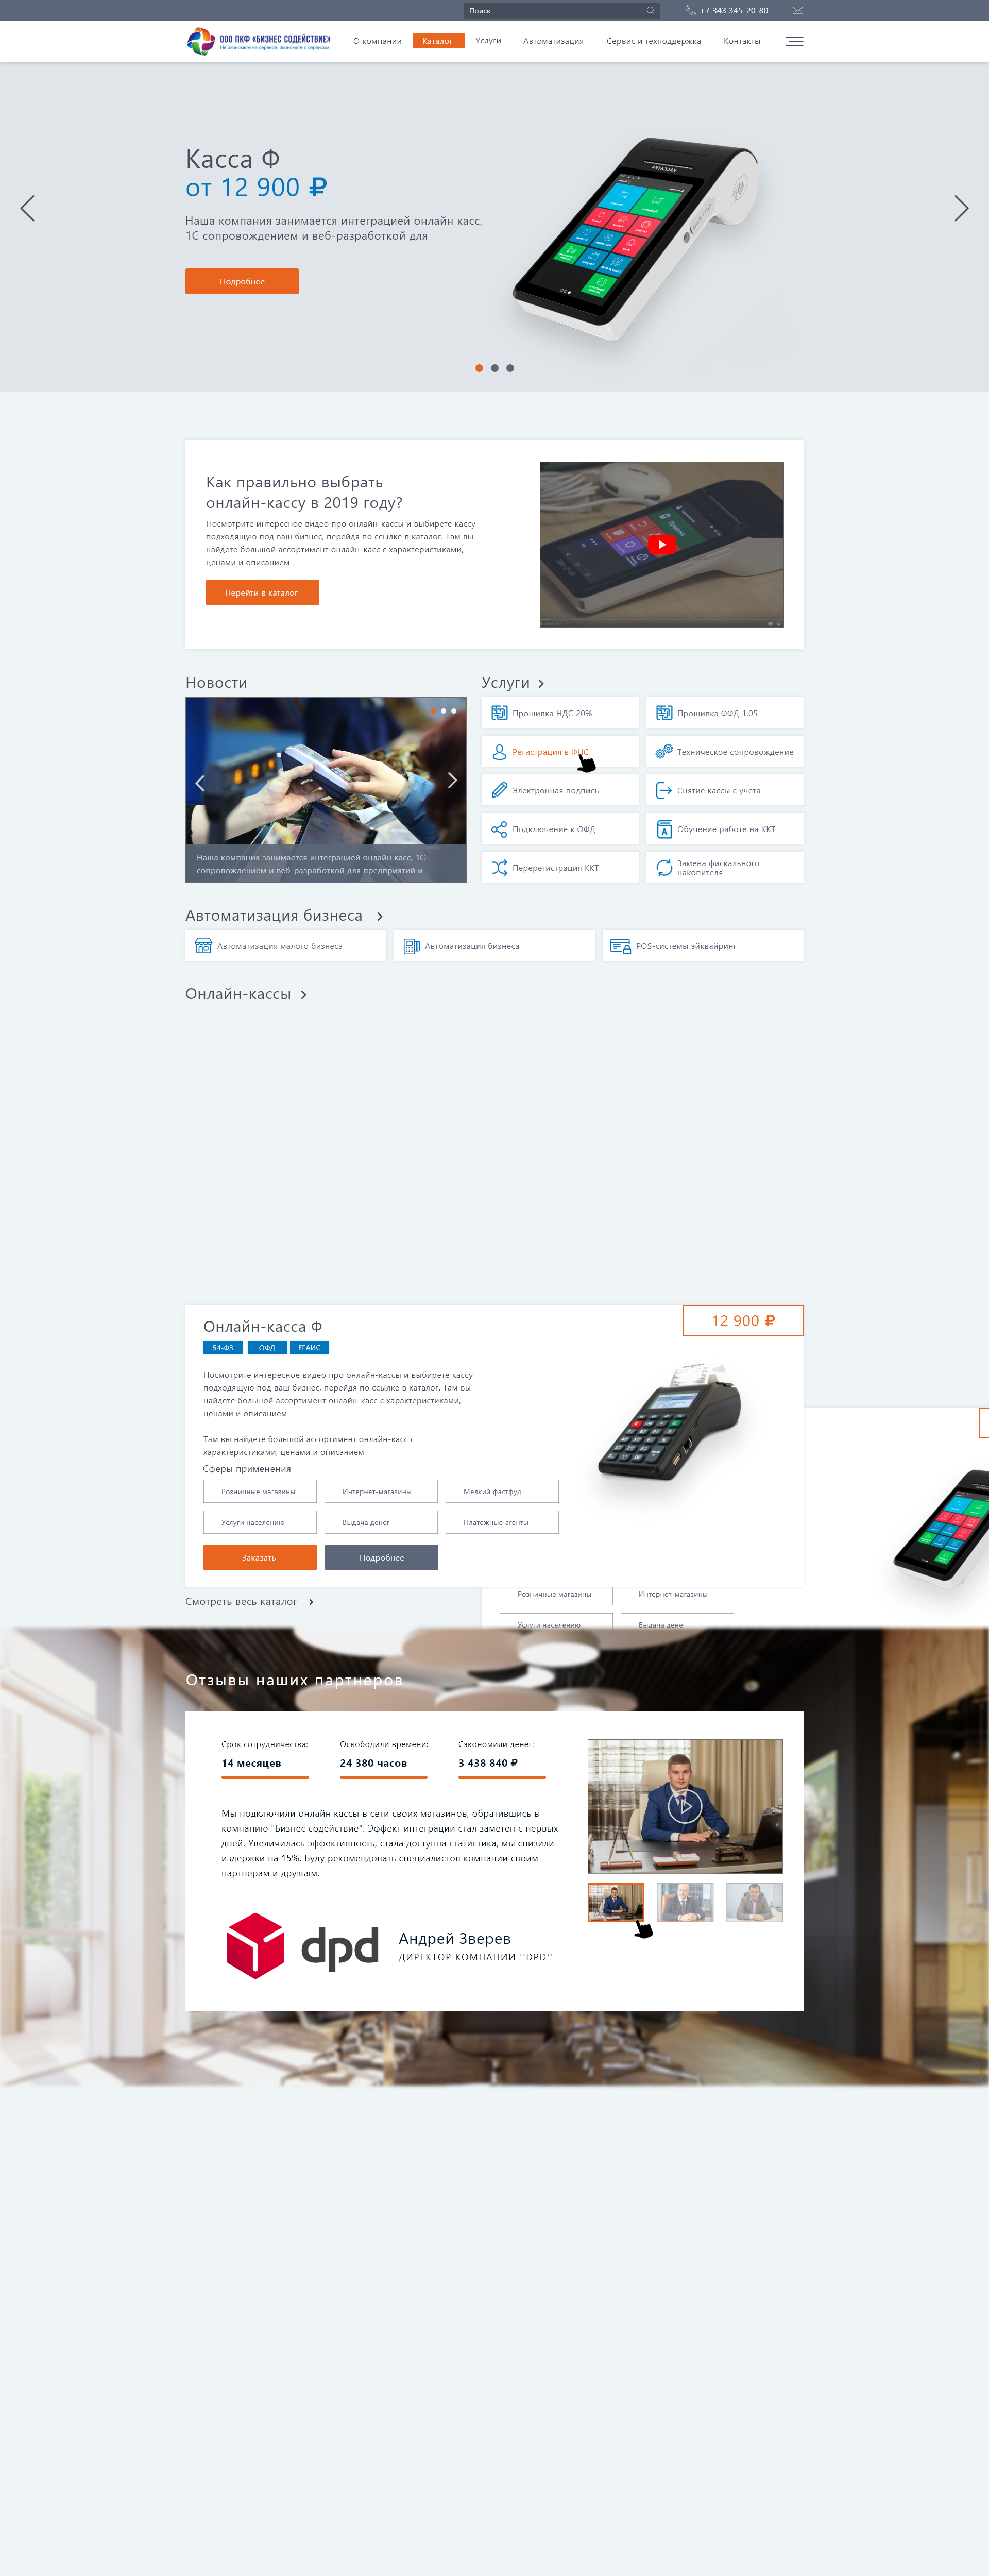 Поиск
+7 343 345-20-80
ООО ПКФ «БИЗНЕС СОДЕЙСТВИЕ»
Не экономьте на сервисе, экономьте с сервисом.
О компании
Каталог
Услуги
Автоматизация
Сервис и техподдержка
Контакты
Касса Ф
от 12 900 ₽
Наша компания занимается интеграцией онлайн касс,
1С сопровождением и веб-разработкой для
Подробнее
Как правильно выбрать
онлайн-кассу в 2019 году?
Посмотрите интересное видео про онлайн-кассы и выбирете кассу
подходящую под ваш бизнес, перейдя по ссылке в каталог. Там вы
найдете большой ассортимент онлайн-касс с характеристиками,
ценами и описанием
Перейти в каталог
Новости
Наша компания занимается интеграцией онлайн касс, 1С
сопровождением и веб-разработкой для предприятий и
Услуги
Прошивка НДС 20%
Прошивка ФФД 1.05
Регистрация в ФНС
Техническое сопровождение
Электронная подпись
Снятие кассы с учета
Подключение к ОФД
Обучение работе на ККТ
Перерегистрация ККТ
Замена фискального
накопителя
Автоматизация бизнеса
Автоматизация малого бизнеса
Автоматизация бизнеса
POS-системы эйквайринг
Онлайн-кассы
Онлайн-касса Ф
12 900 ₽
54-ФЗ
ОФД
ЕГАИС
Посмотрите интересное видео про онлайн-кассы и выбирете кассу
подходящую под ваш бизнес, перейдя по ссылке в каталог. Там вы
найдете большой ассортимент онлайн-касс с характеристиками,
ценами и описанием
Там вы найдете большой ассортимент онлайн-касс с
характеристиками, ценами и описанием
Сферы применения
Розничные магазины
Интернет-магазины
Мелкий фастфуд
Услуги населению
Выдача денег
Платежные агенты
Заказать
Подробнее
Розничные магазины
Интернет-магазины
Услуги населению
Выдача денег
Смотреть весь каталог
Отзывы наших партнеров
Срок сотрудничества:
14 месяцев
Освободили времени:
24 380 часов
Сэкономили денег:
3 438 840 ₽
Мы подключили онлайн кассы в сети своих магазинов, обратившись в
компанию "Бизнес содействие". Эффект интеграции стал заметен с первых
дней. Увеличилась эффективность, стала доступна статистика, мы снизили
издержки на 15%. Буду рекомендовать специалистов компании своим
партнерам и друзьям.
dpd
Андрей Зверев
ДИРЕКТОР КОМПАНИИ ''DPD''